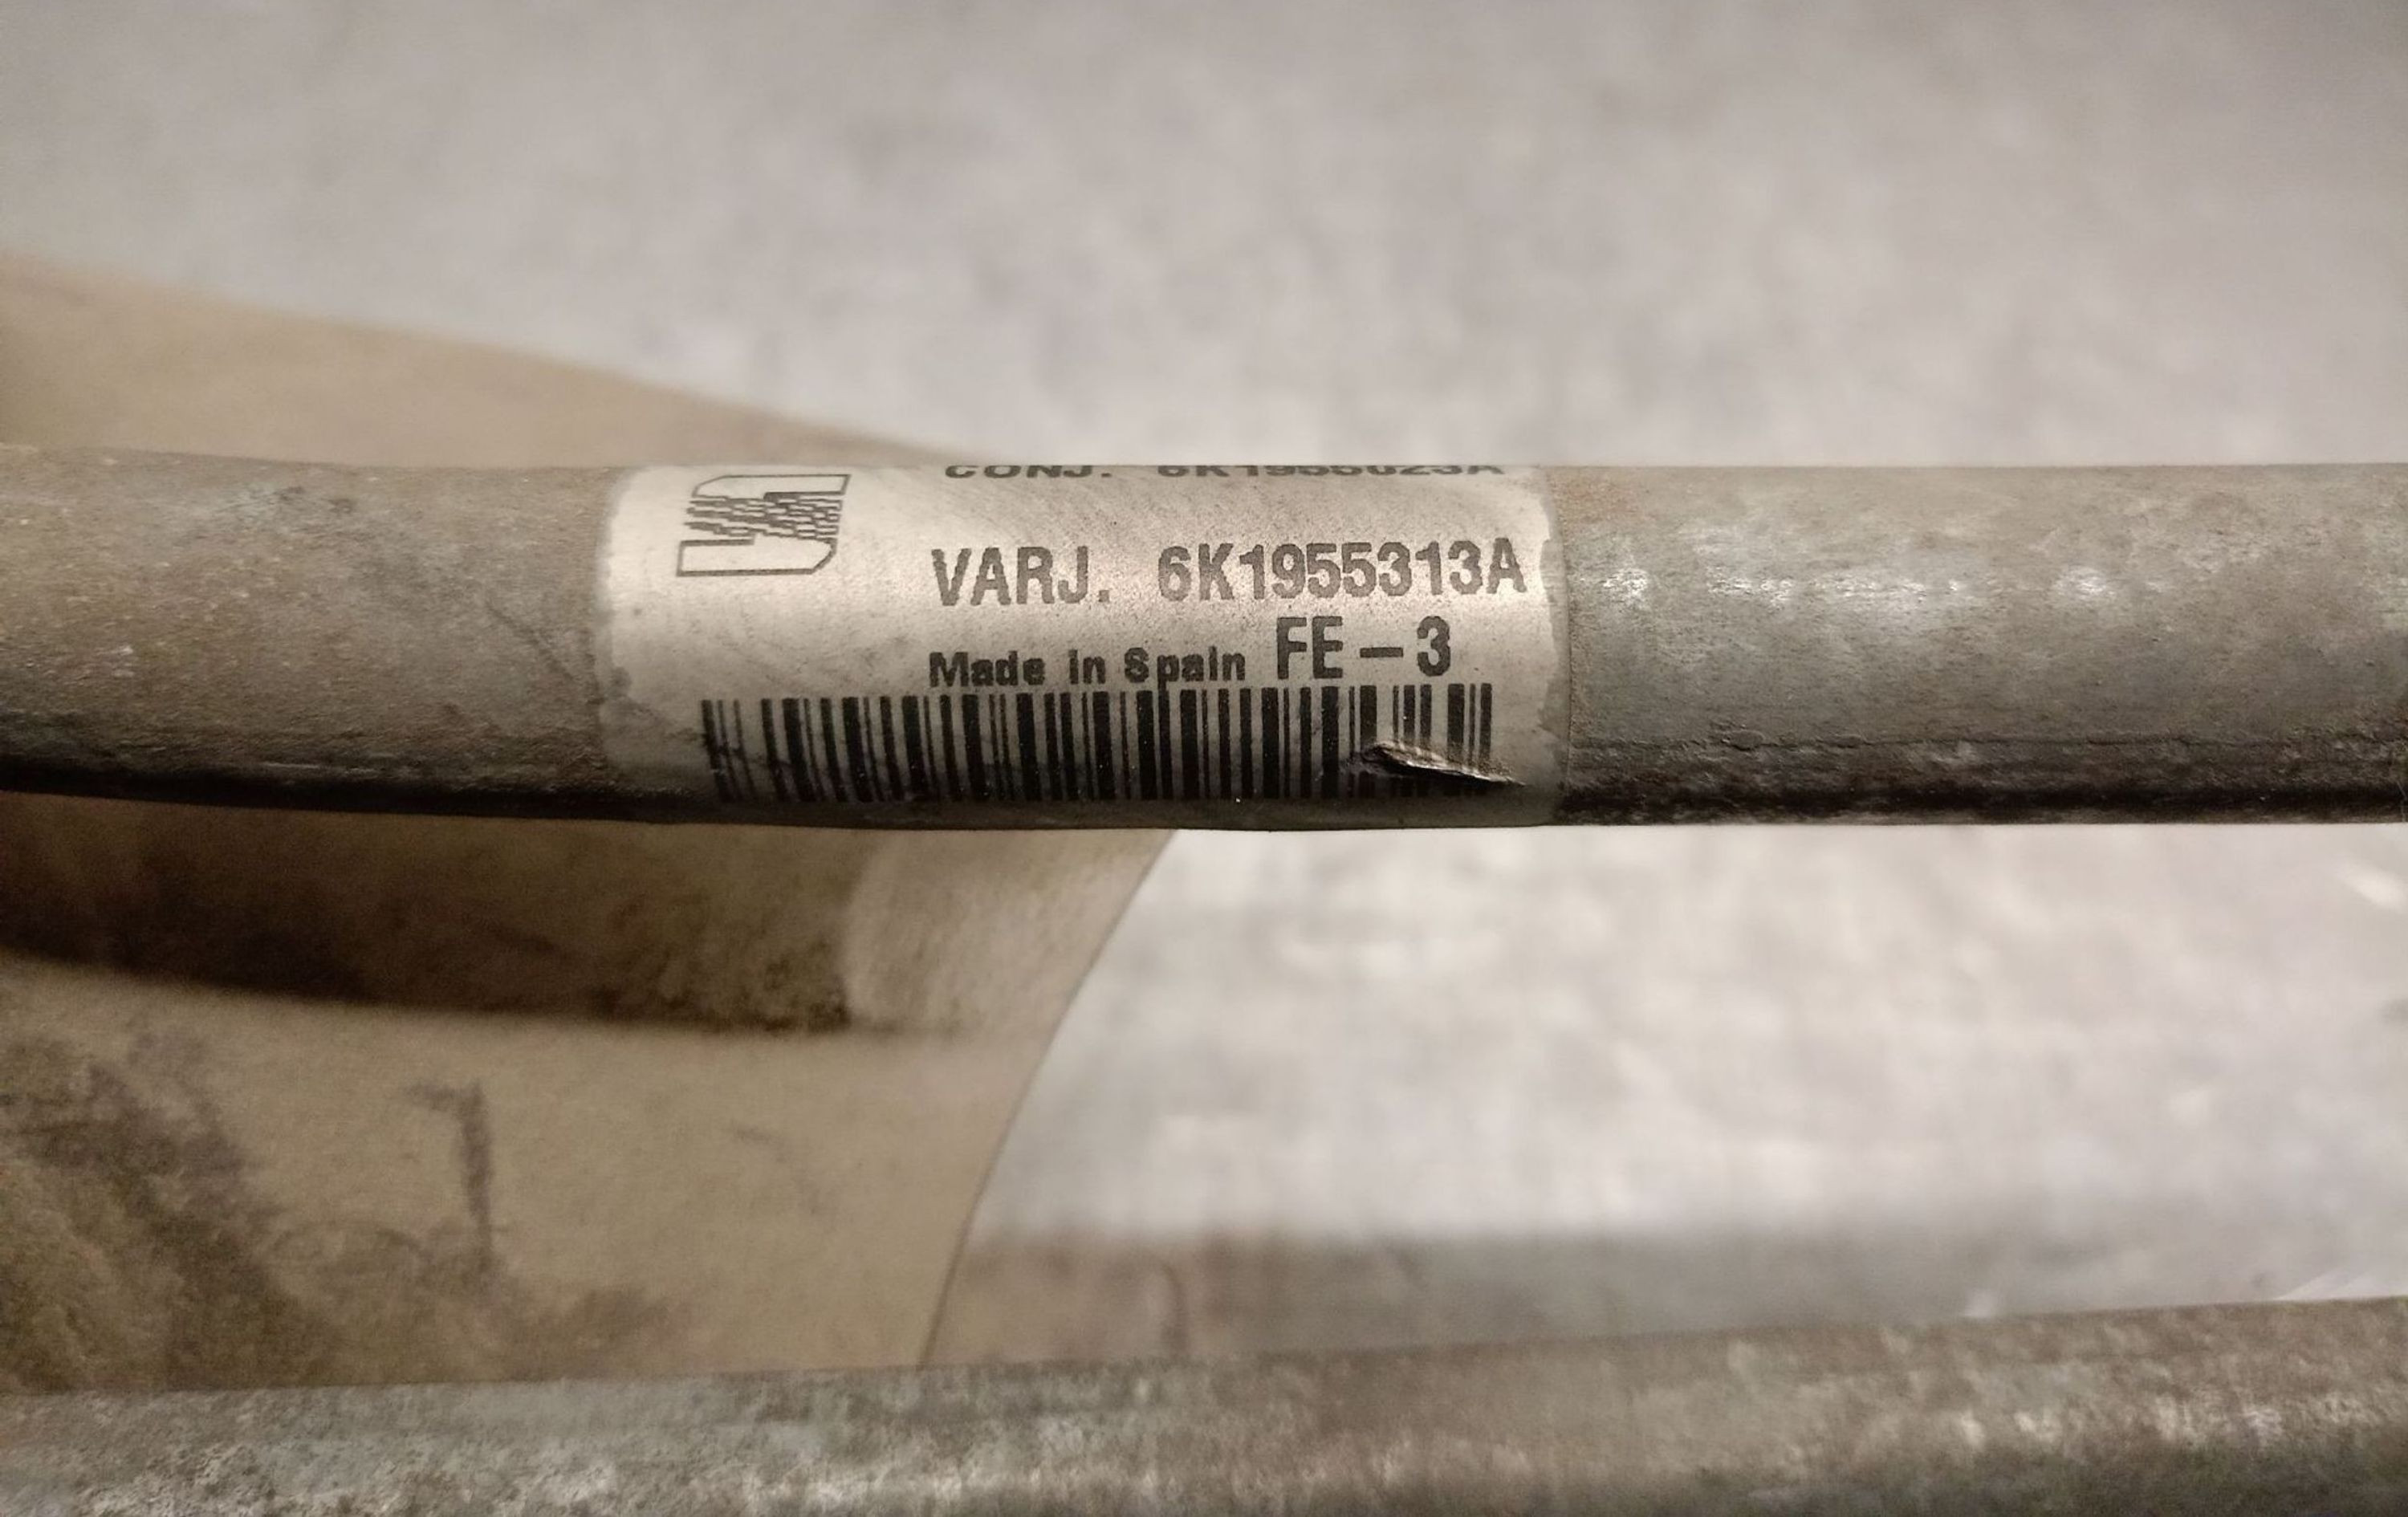 CONJ. 6K1955023A
VARJ. 6K1955313A
Made in Spain FE-3